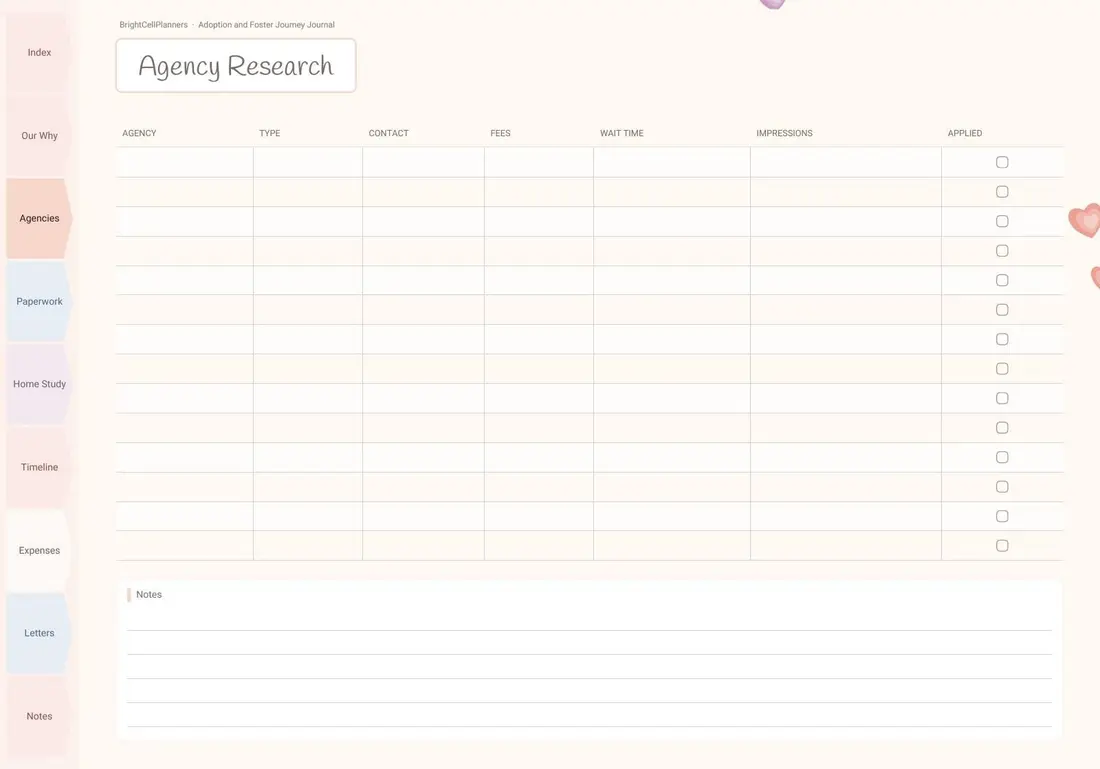 BrightCellPlanners · Adoption and Foster Journey Journal
Agency Research
Index
Our Why
Agencies
Paperwork
Home Study
Timeline
Expenses
Letters
Notes
AGENCY TYPE CONTACT FEES WAIT TIME IMPRESSIONS APPLIED
Notes